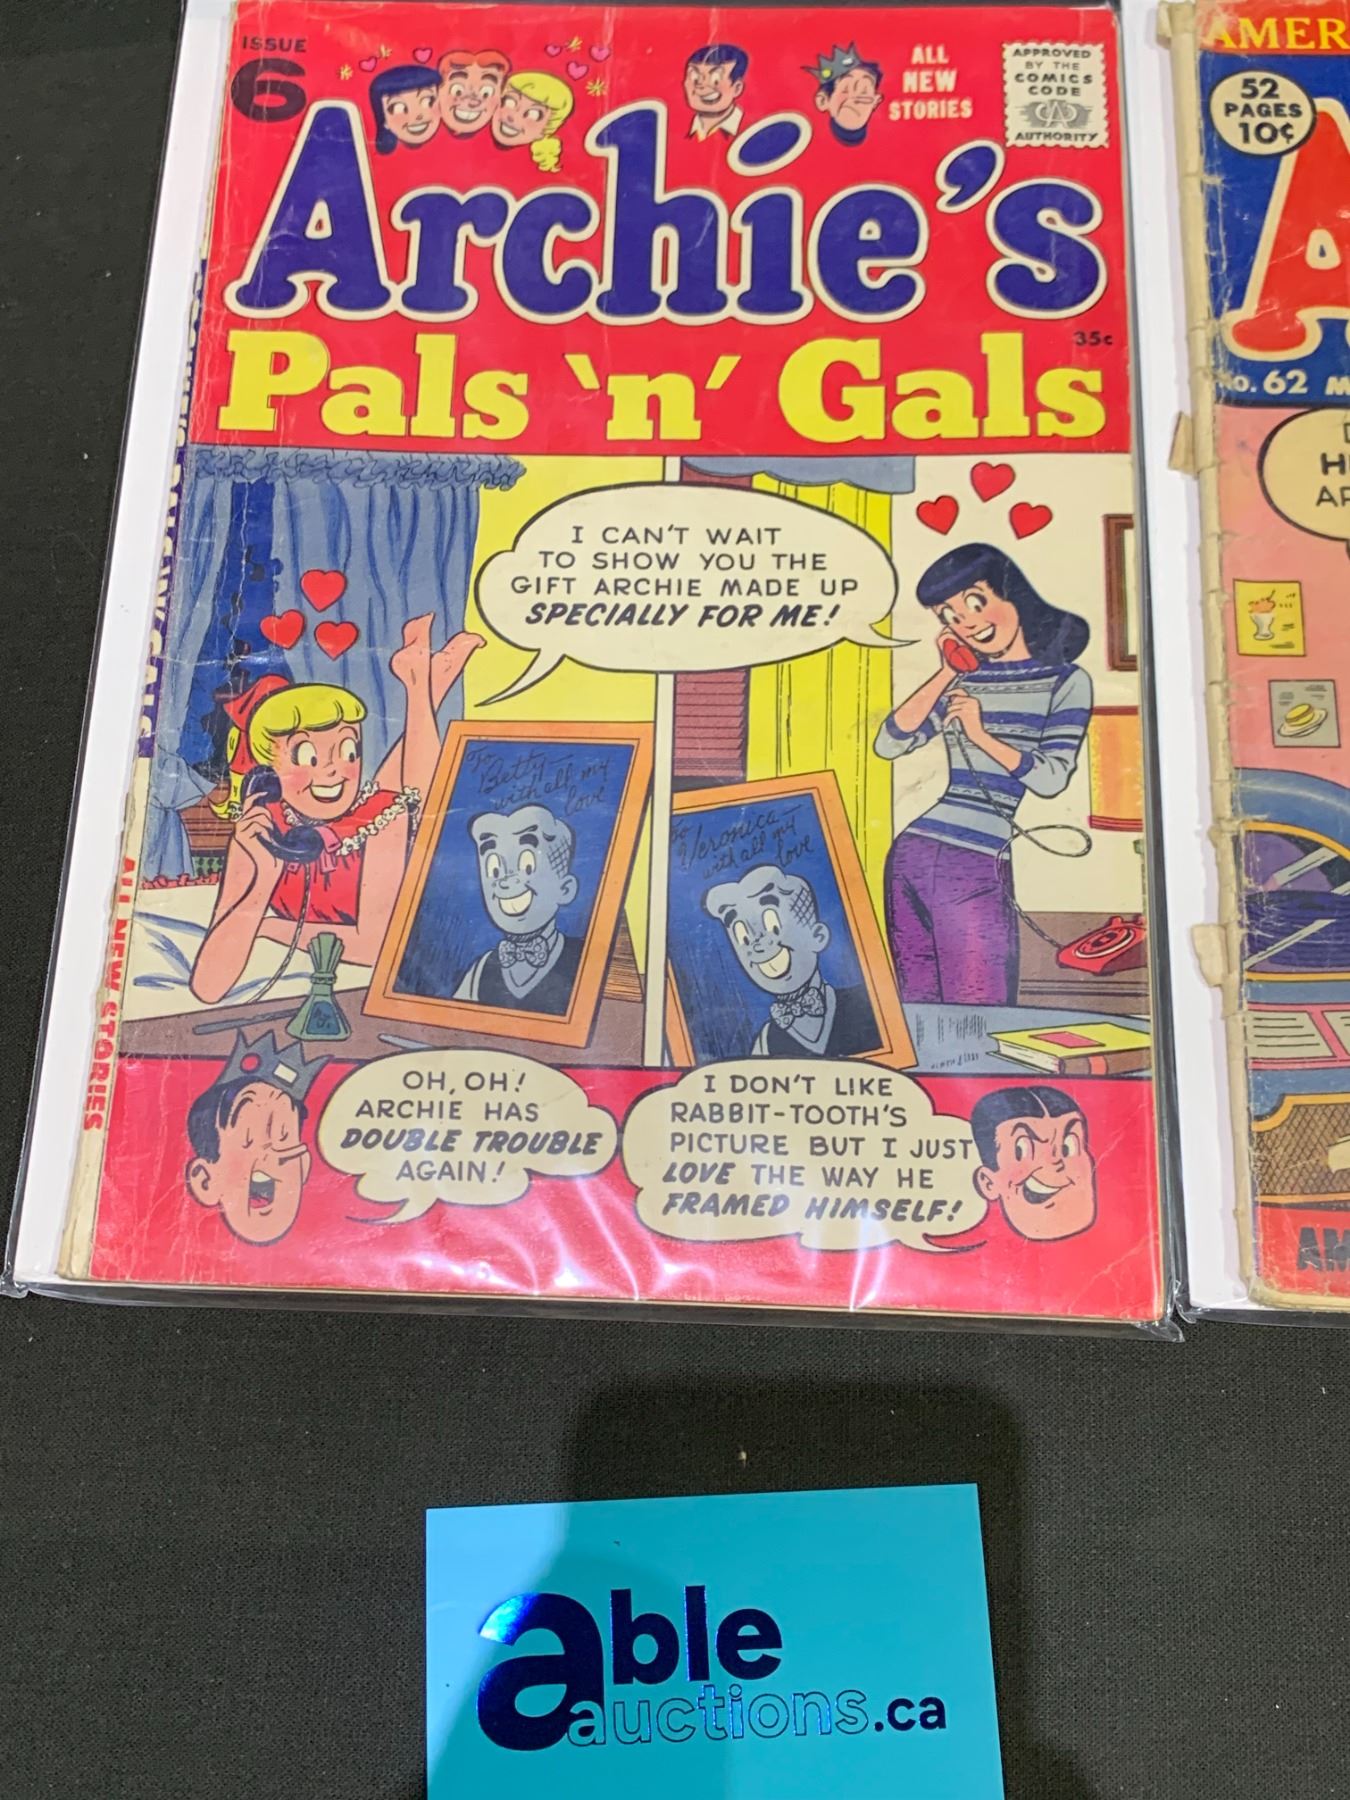 ISSUE
6
ALL
NEW
STORIES
APPROVED
BY THE
COMICS
CODE
CA
AUTHORITY
Archie's
35¢
Pals 'n' Gals
I CAN'T WAIT
TO SHOW YOU THE
GIFT ARCHIE MADE UP
SPECIALLY FOR ME!
To
Betty
with all my
love
To
Veronica
with all my
love
OH, OH!
ARCHIE HAS
DOUBLE TROUBLE
AGAIN!
I DON'T LIKE
RABBIT-TOOTH'S
PICTURE BUT I JUST
LOVE THE WAY HE
FRAMED HIMSELF!
ALL NEW STORIES
AMER
52
PAGES
10¢
A
No. 62 M
H
AM
able
auctions.ca